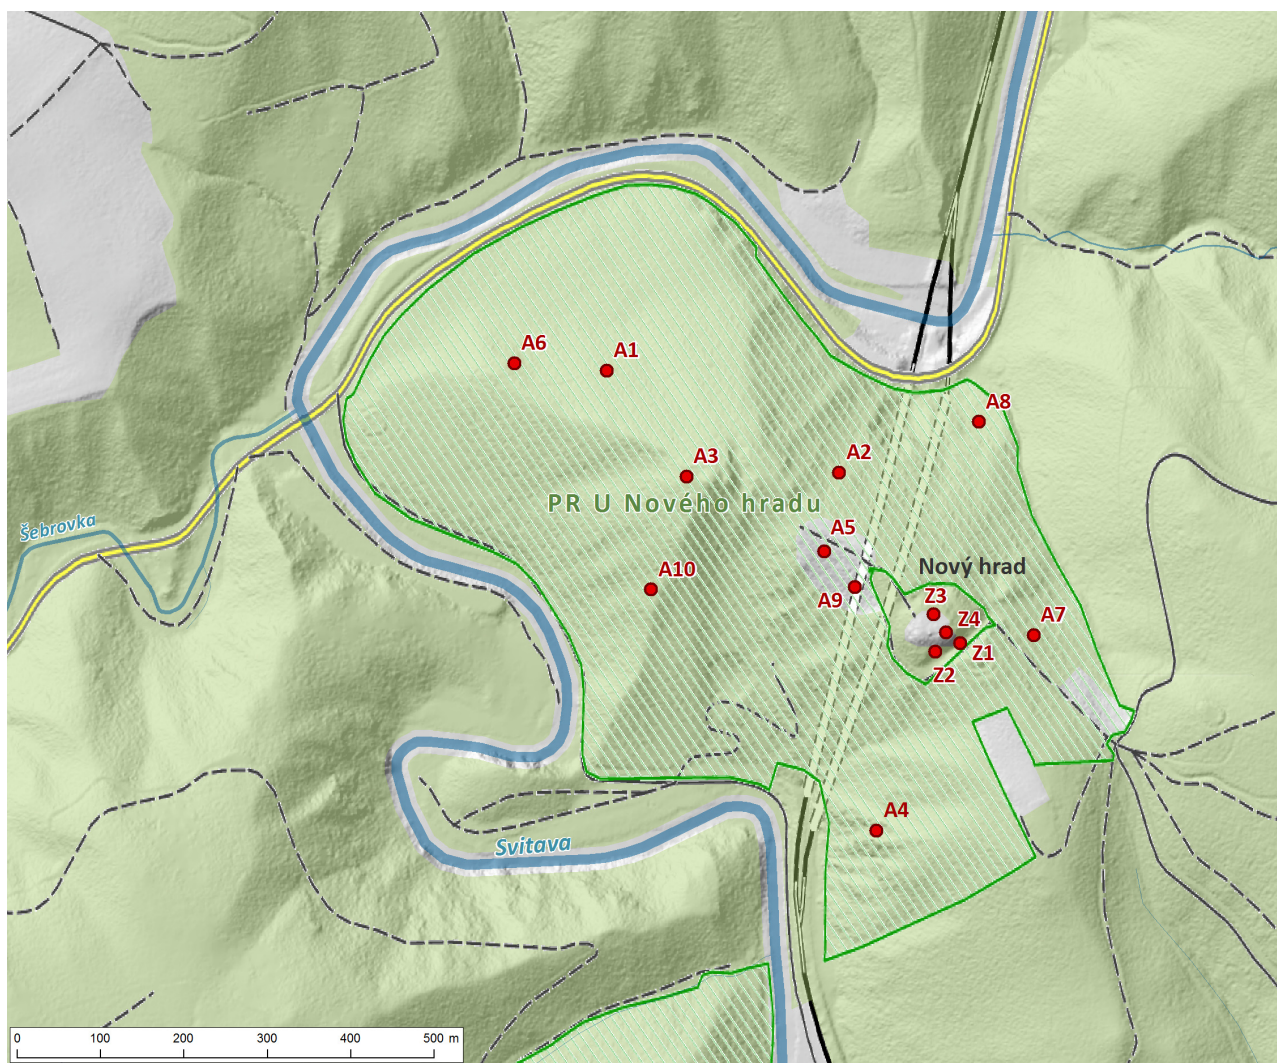 A6
A1
A8
A3
A2
PR U Nového hradu
Šebrovka
A5
Nový hrad
A10
A9
Z3
A7
Z4
Z1
Z2
A4
Svitava
0 100 200 300 400 500 m